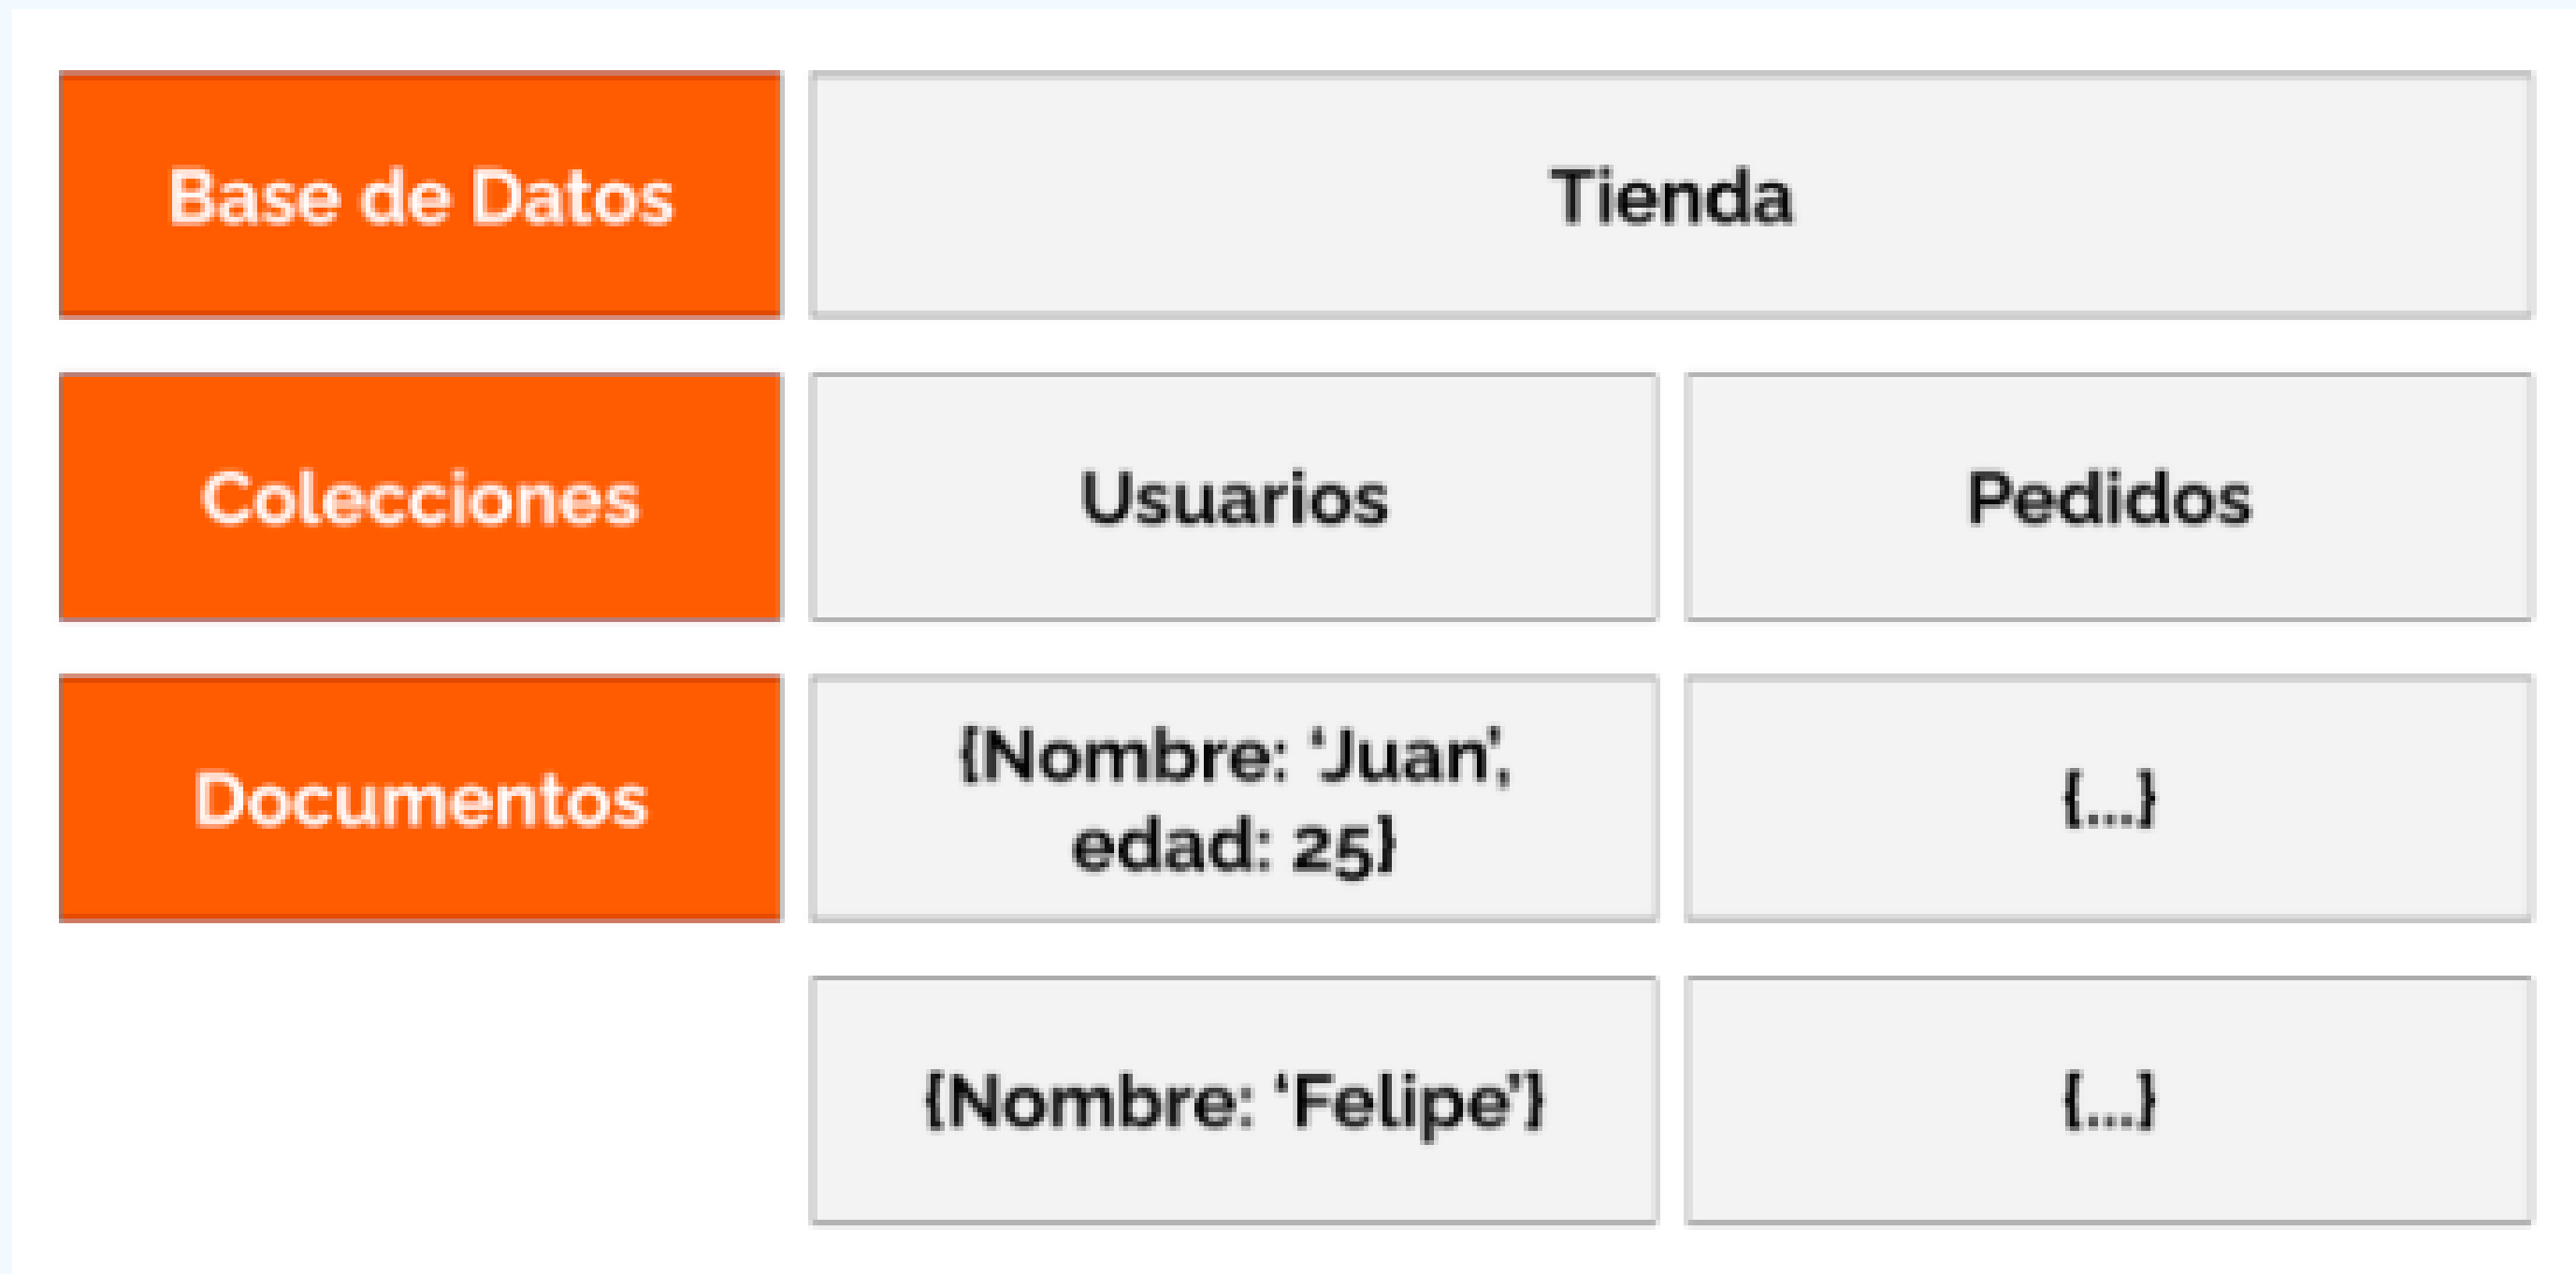 Base de Datos
Tienda
Colecciones
Usuarios
Pedidos
Documentos
{Nombre: ‘Juan’,
edad: 25}
{...}
{Nombre: ‘Felipe’}
{...}